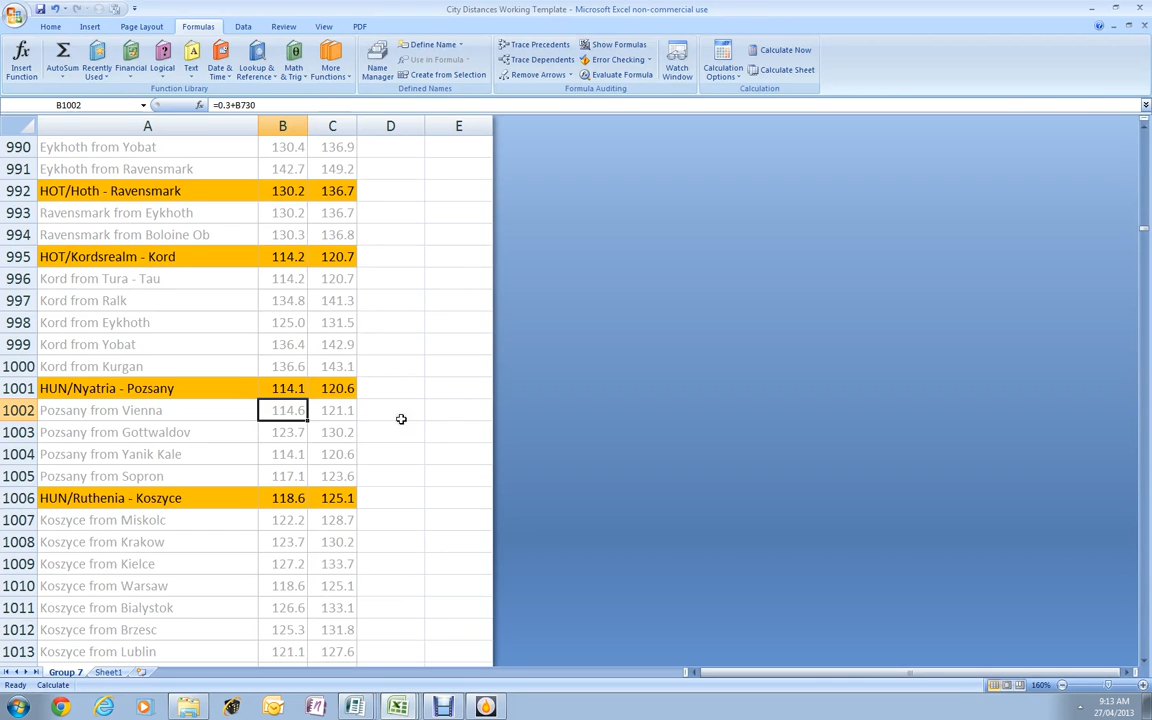 City Distances Working Template - Microsoft Excel non-commercial use
Home Insert Page Layout Formulas Data Review View PDF
Insert Function
AutoSum
Recently Used
Financial
Logical
Text
Date & Time
Lookup & Reference
Math & Trig
More Functions
Function Library
Name Manager
Define Name
Use in Formula
Create from Selection
Defined Names
Trace Precedents
Trace Dependents
Remove Arrows
Show Formulas
Error Checking
Evaluate Formula
Formula Auditing
Watch Window
Calculation Options
Calculate Now
Calculate Sheet
Calculation
B1002 fx =0.3+B730
A B C D E
990 Eykhoth from Yobat 130.4 136.9
991 Eykhoth from Ravensmark 142.7 149.2
992 HOT/Hoth - Ravensmark 130.2 136.7
993 Ravensmark from Eykhoth 130.2 136.7
994 Ravensmark from Boloine Ob 130.3 136.8
995 HOT/Kordsrealm - Kord 114.2 120.7
996 Kord from Tura - Tau 114.2 120.7
997 Kord from Ralk 134.8 141.3
998 Kord from Eykhoth 125.0 131.5
999 Kord from Yobat 136.4 142.9
1000 Kord from Kurgan 136.6 143.1
1001 HUN/Nyatria - Pozsany 114.1 120.6
1002 Pozsany from Vienna 114.6 121.1
1003 Pozsany from Gottwaldov 123.7 130.2
1004 Pozsany from Yanik Kale 114.1 120.6
1005 Pozsany from Sopron 117.1 123.6
1006 HUN/Ruthenia - Koszyce 118.6 125.1
1007 Koszyce from Miskolc 122.2 128.7
1008 Koszyce from Krakow 123.7 130.2
1009 Koszyce from Kielce 127.2 133.7
1010 Koszyce from Warsaw 118.6 125.1
1011 Koszyce from Bialystok 126.6 133.1
1012 Koszyce from Brzesc 125.3 131.8
1013 Koszyce from Lublin 121.1 127.6
Group 7 Sheet1
Ready Calculate 160%
9:13 AM
27/04/2013